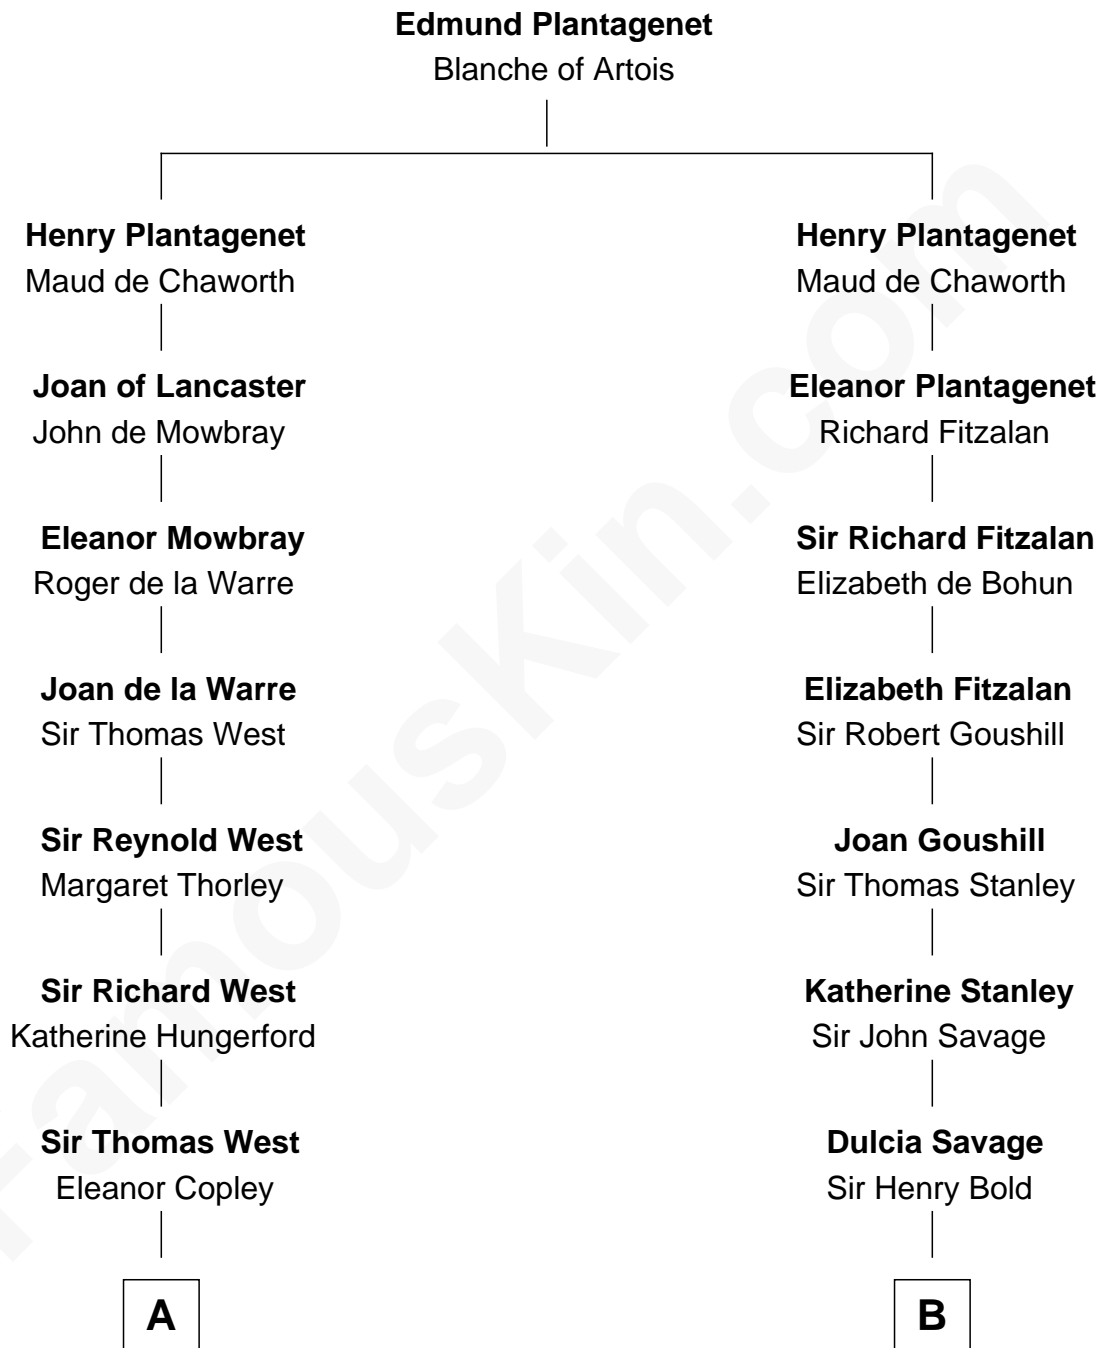 Edmund Plantagenet
Blanche of Artois
Henry Plantagenet
Maud de Chaworth
Joan of Lancaster
John de Mowbray
Eleanor Mowbray
Roger de la Warre
Joan de la Warre
Sir Thomas West
Sir Reynold West
Margaret Thorley
Sir Richard West
Katherine Hungerford
Sir Thomas West
Eleanor Copley
A
Henry Plantagenet
Maud de Chaworth
Eleanor Plantagenet
Richard Fitzalan
Sir Richard Fitzalan
Elizabeth de Bohun
Elizabeth Fitzalan
Sir Robert Goushill
Joan Goushill
Sir Thomas Stanley
Katherine Stanley
Sir John Savage
Dulcia Savage
Sir Henry Bold
B
FamousKin.com